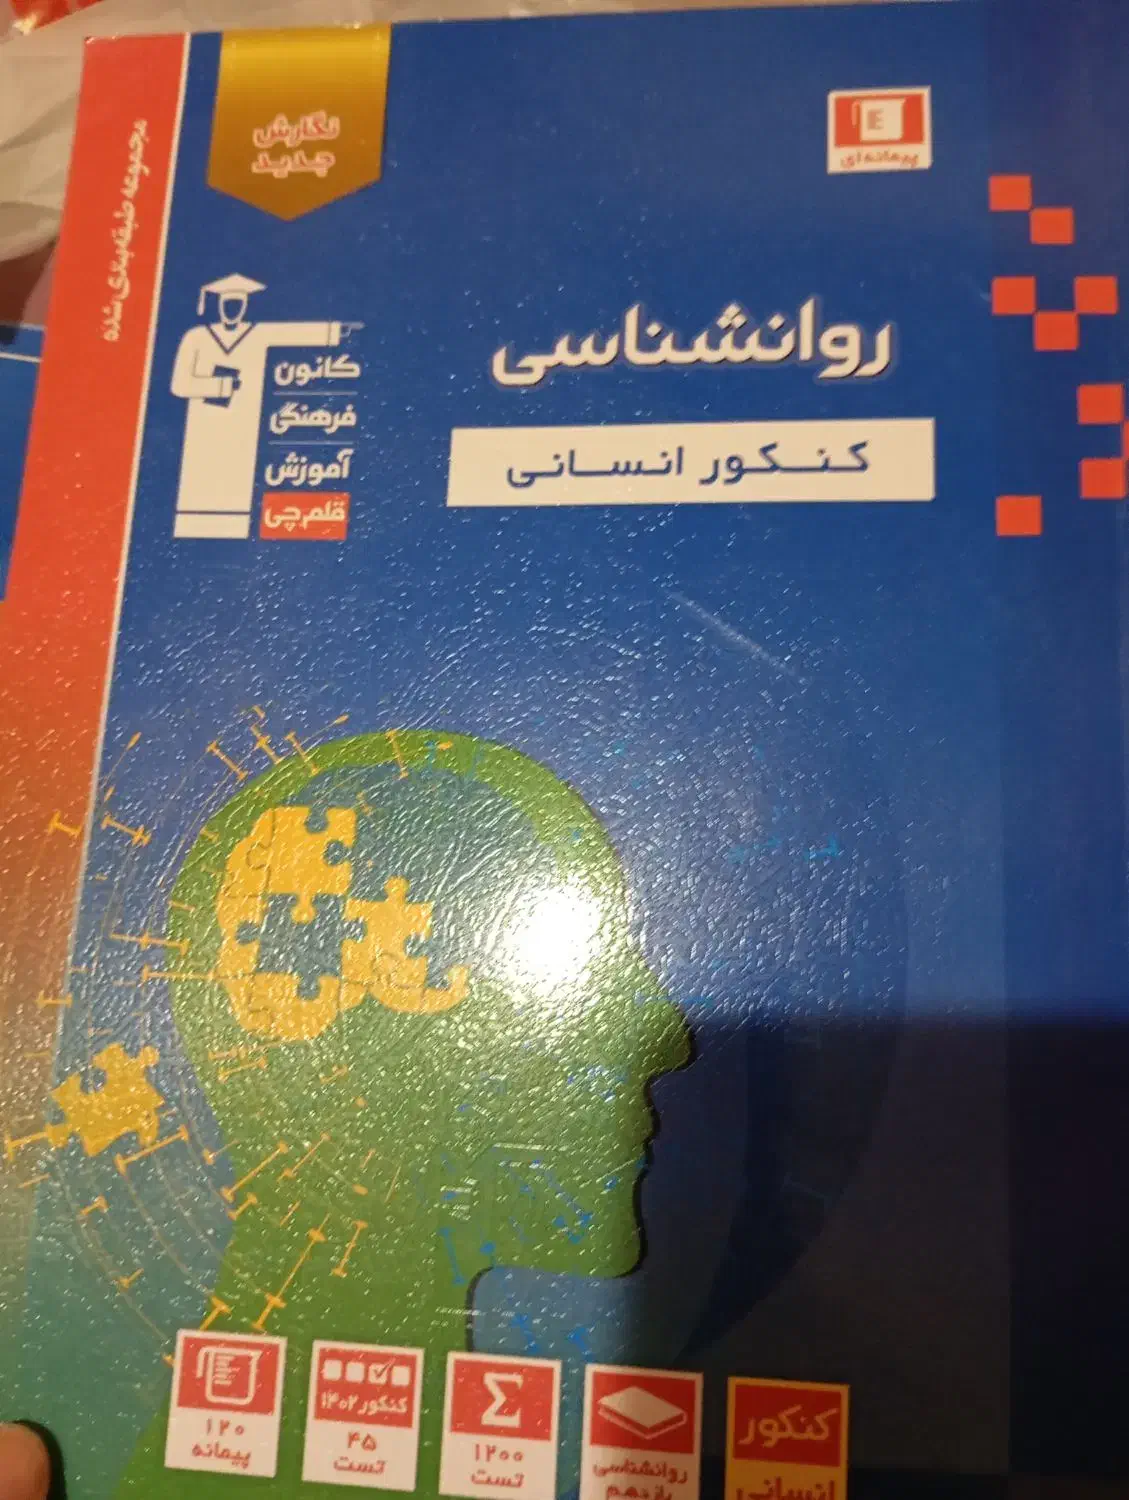 مجموعه طبقه‌بندی شده
نگارش
جدید
E
پیمانه‌ای
روانشناسی
کنکور انسانی
کانون
فرهنگی
آموزش
قلم‌چی
کنکور
انسانی
روانشناسی
یازدهم
Σ
۱۲۰۰
تست
کنکور ۱۴۰۲
۴۵
تست
۱۲۰
پیمانه